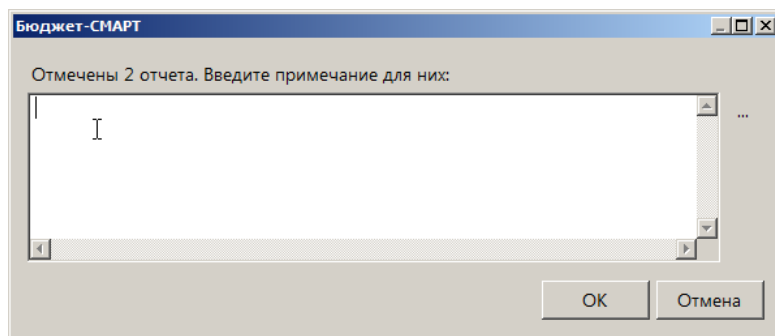 Бюджет-СМАРТ
Отмечены 2 отчета. Введите примечание для них:
...
ОК
Отмена